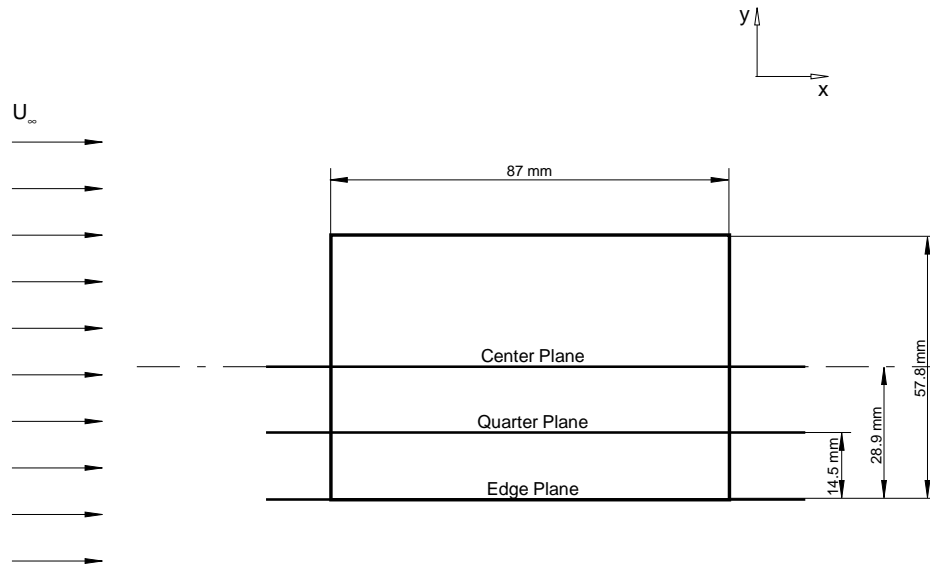 y
x
U∞
87 mm
Center Plane
Quarter Plane
Edge Plane
14.5 mm
28.9 mm
57.8 mm